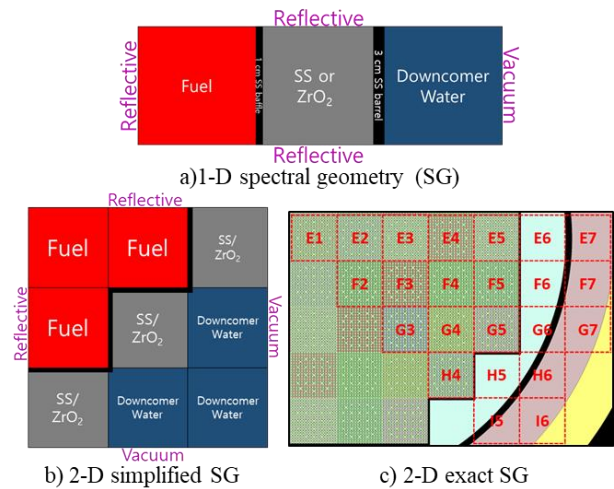 Reflective
Reflective
Fuel
1 cm SS baffle
SS or
ZrO₂
3 cm SS barrel
Downcomer
Water
Vacuum
Reflective
a)1-D spectral geometry (SG)
Reflective
Reflective
Fuel
Fuel
SS/
ZrO₂
Fuel
SS/
ZrO₂
Downcomer
Water
Vacuum
SS/
ZrO₂
Downcomer
Water
Downcomer
Water
Vacuum
b) 2-D simplified SG
E1 E2 E3 E4 E5 E6 E7
F2 F3 F4 F5 F6 F7
G3 G4 G5 G6 G7
H4 H5 H6
I5 I6
c) 2-D exact SG